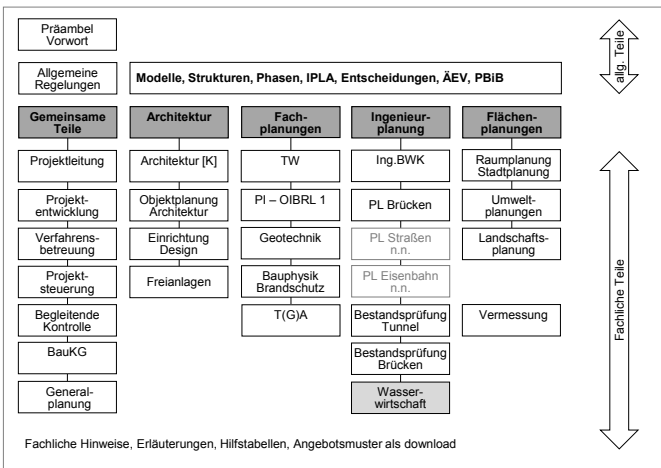 Präambel
Vorwort
allg. Teile
Allgemeine
Regelungen
Modelle, Strukturen, Phasen, IPLA, Entscheidungen, ÄEV, PBiB
Gemeinsame
Teile
Architektur
Fach-
planungen
Ingenieur-
planung
Flächen-
planungen
Projektleitung
Architektur [K]
TW
Ing.BWK
Raumplanung
Stadtplanung
Projekt-
entwicklung
Objektplanung
Architektur
PI – OIBRL 1
PL Brücken
Umwelt-
planungen
Verfahrens-
betreuung
Einrichtung
Design
Geotechnik
PL Straßen
n.n.
Landschafts-
planung
Projekt-
steuerung
Freianlagen
Bauphysik
Brandschutz
PL Eisenbahn
n.n.
Begleitende
Kontrolle
T(G)A
Bestandsprüfung
Tunnel
Vermessung
BauKG
Bestandsprüfung
Brücken
General-
planung
Wasser-
wirtschaft
Fachliche Teile
Fachliche Hinweise, Erläuterungen, Hilfstabellen, Angebotsmuster als download